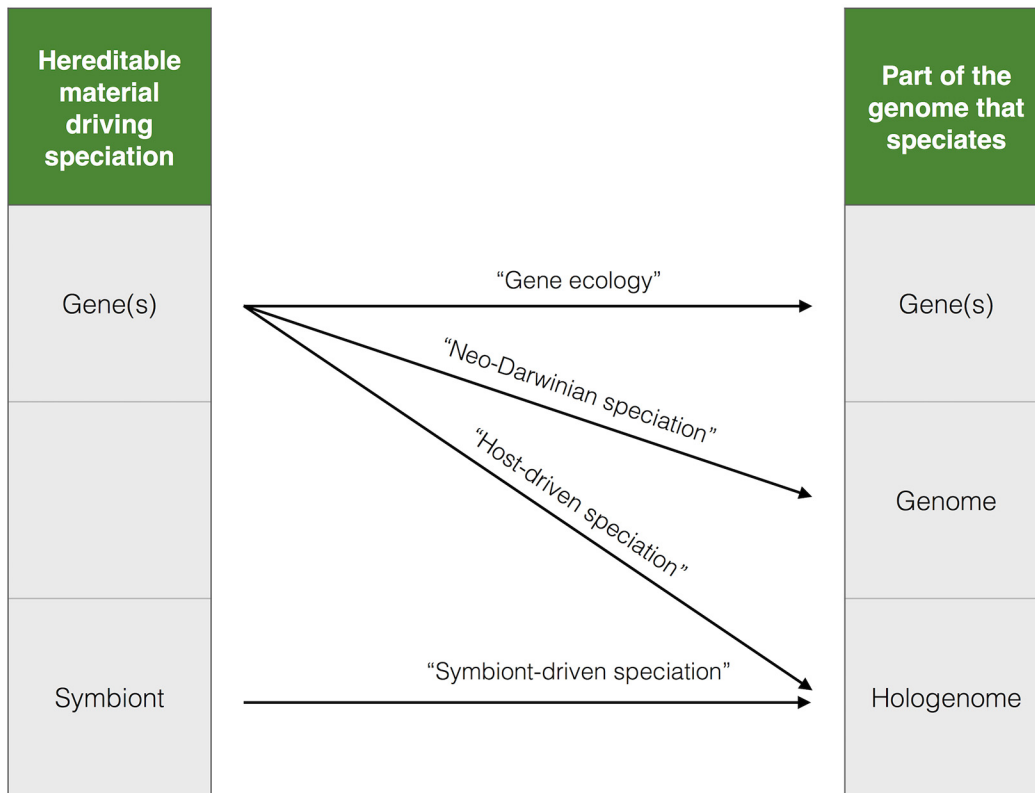 Hereditable
material
driving
speciation
Part of the
genome that
speciates
Gene(s)
“Gene ecology”
Gene(s)
“Neo-Darwinian speciation”
“Host-driven speciation”
Genome
Symbiont
“Symbiont-driven speciation”
Hologenome